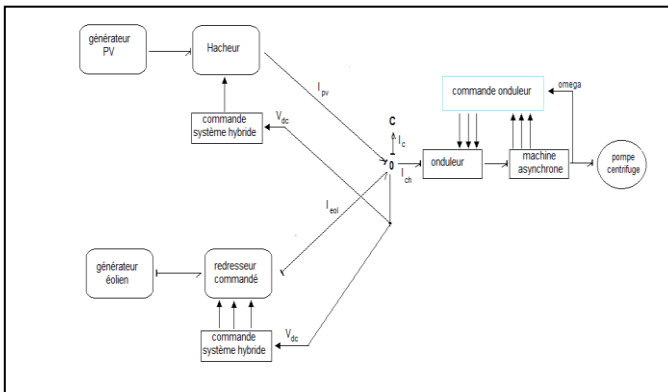 générateur
PV
Hacheur
I pv
commande
système hybride
V dc
commande onduleur
omega
C
I c
0
I ch
onduleur
machine
asynchrone
pompe
centrifuge
I eol
générateur
éolien
redresseur
commandé
commande
système hybride
V dc